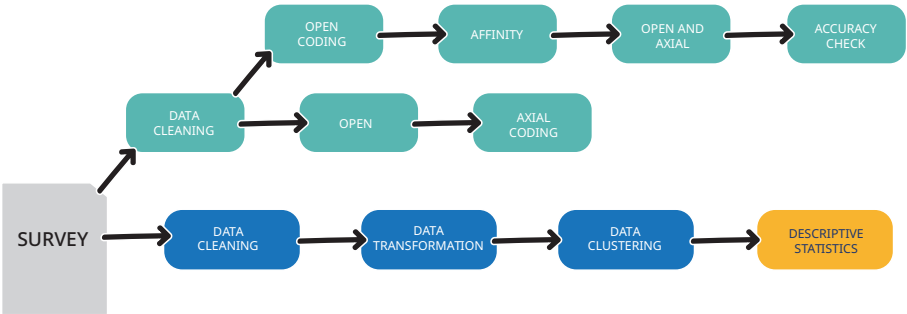 OPEN
CODING
AFFINITY
OPEN AND
AXIAL
ACCURACY
CHECK
DATA
CLEANING
OPEN
AXIAL
CODING
SURVEY
DATA
CLEANING
DATA
TRANSFORMATION
DATA
CLUSTERING
DESCRIPTIVE
STATISTICS